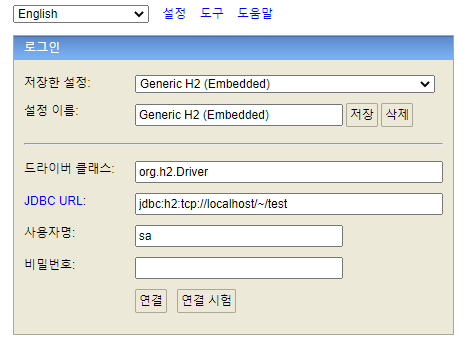 English 설정 도구 도움말
로그인
저장한 설정: Generic H2 (Embedded)
설정 이름: Generic H2 (Embedded) 저장 삭제
드라이버 클래스: org.h2.Driver
JDBC URL: jdbc:h2:tcp://localhost/~/test
사용자명: sa
비밀번호:
연결 연결 시험